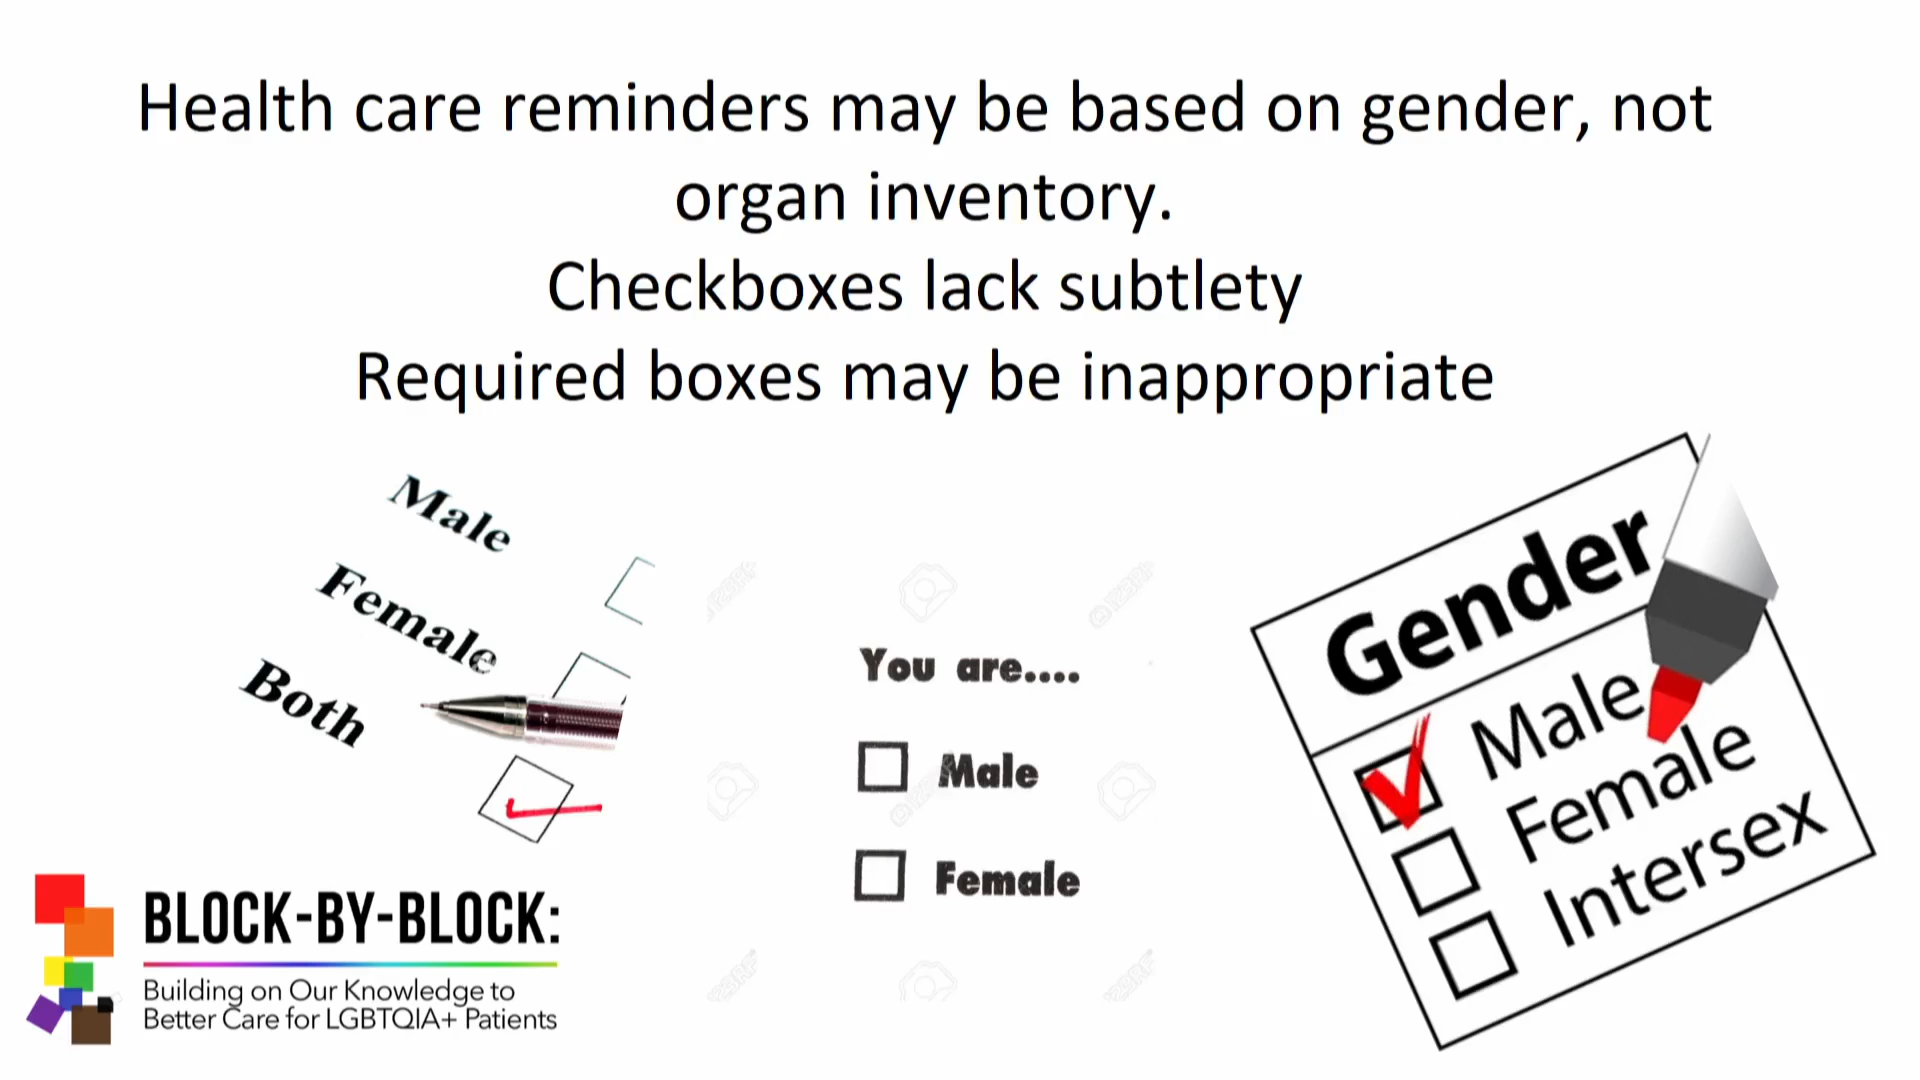 Health care reminders may be based on gender, not
organ inventory.
Checkboxes lack subtlety
Required boxes may be inappropriate
Male
Female
Both
You are....
Male
Female
Gender
Male
Female
Intersex
BLOCK-BY-BLOCK:
Building on Our Knowledge to
Better Care for LGBTQIA+ Patients